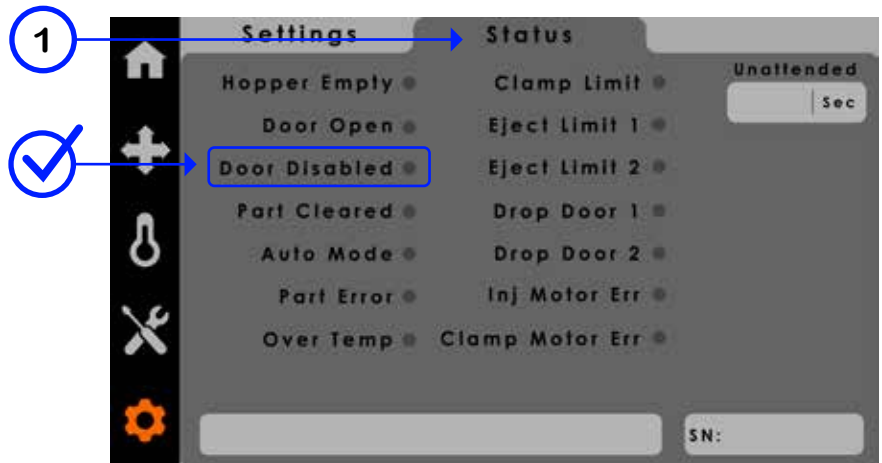 1
Settings
Status
Hopper Empty
Clamp Limit
Unattended
Sec
Door Open
Eject Limit 1
Door Disabled
Eject Limit 2
Part Cleared
Drop Door 1
Auto Mode
Drop Door 2
Part Error
Inj Motor Err
Over Temp
Clamp Motor Err
SN: